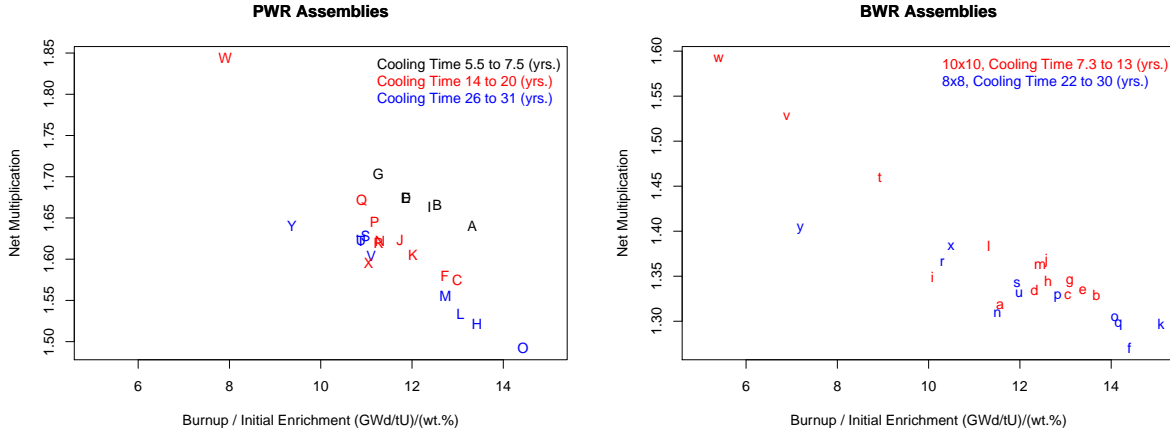 PWR Assemblies
Net Multiplication
1.85
1.80
1.75
1.70
1.65
1.60
1.55
1.50
Cooling Time 5.5 to 7.5 (yrs.)
Cooling Time 14 to 20 (yrs.)
Cooling Time 26 to 31 (yrs.)
W
G
Q
E
I
B
A
P
Y
S
U
N
J
R
V
K
X
F
C
M
L
H
O
6
8
10
12
14
Burnup / Initial Enrichment (GWd/tU)/(wt.%)
BWR Assemblies
Net Multiplication
1.60
1.55
1.50
1.45
1.40
1.35
1.30
10x10, Cooling Time 7.3 to 13 (yrs.)
8x8, Cooling Time 22 to 30 (yrs.)
w
v
t
y
x
l
r
j
m
i
s
h
g
u
d
p
c
e
b
a
n
o
q
k
f
6
8
10
12
14
Burnup / Initial Enrichment (GWd/tU)/(wt.%)